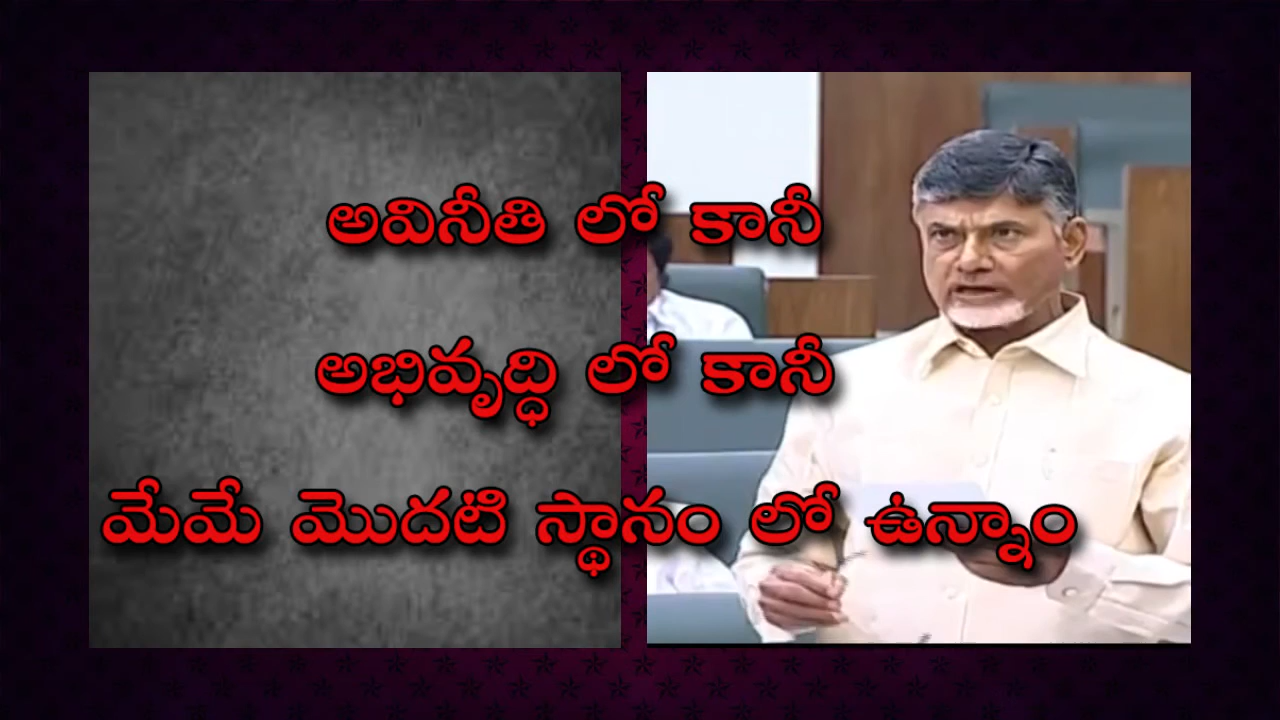 అవినీతి లో కానీ
అభివృద్ధి లో కానీ
మేమే మొదటి స్థానం లో ఉన్నాం